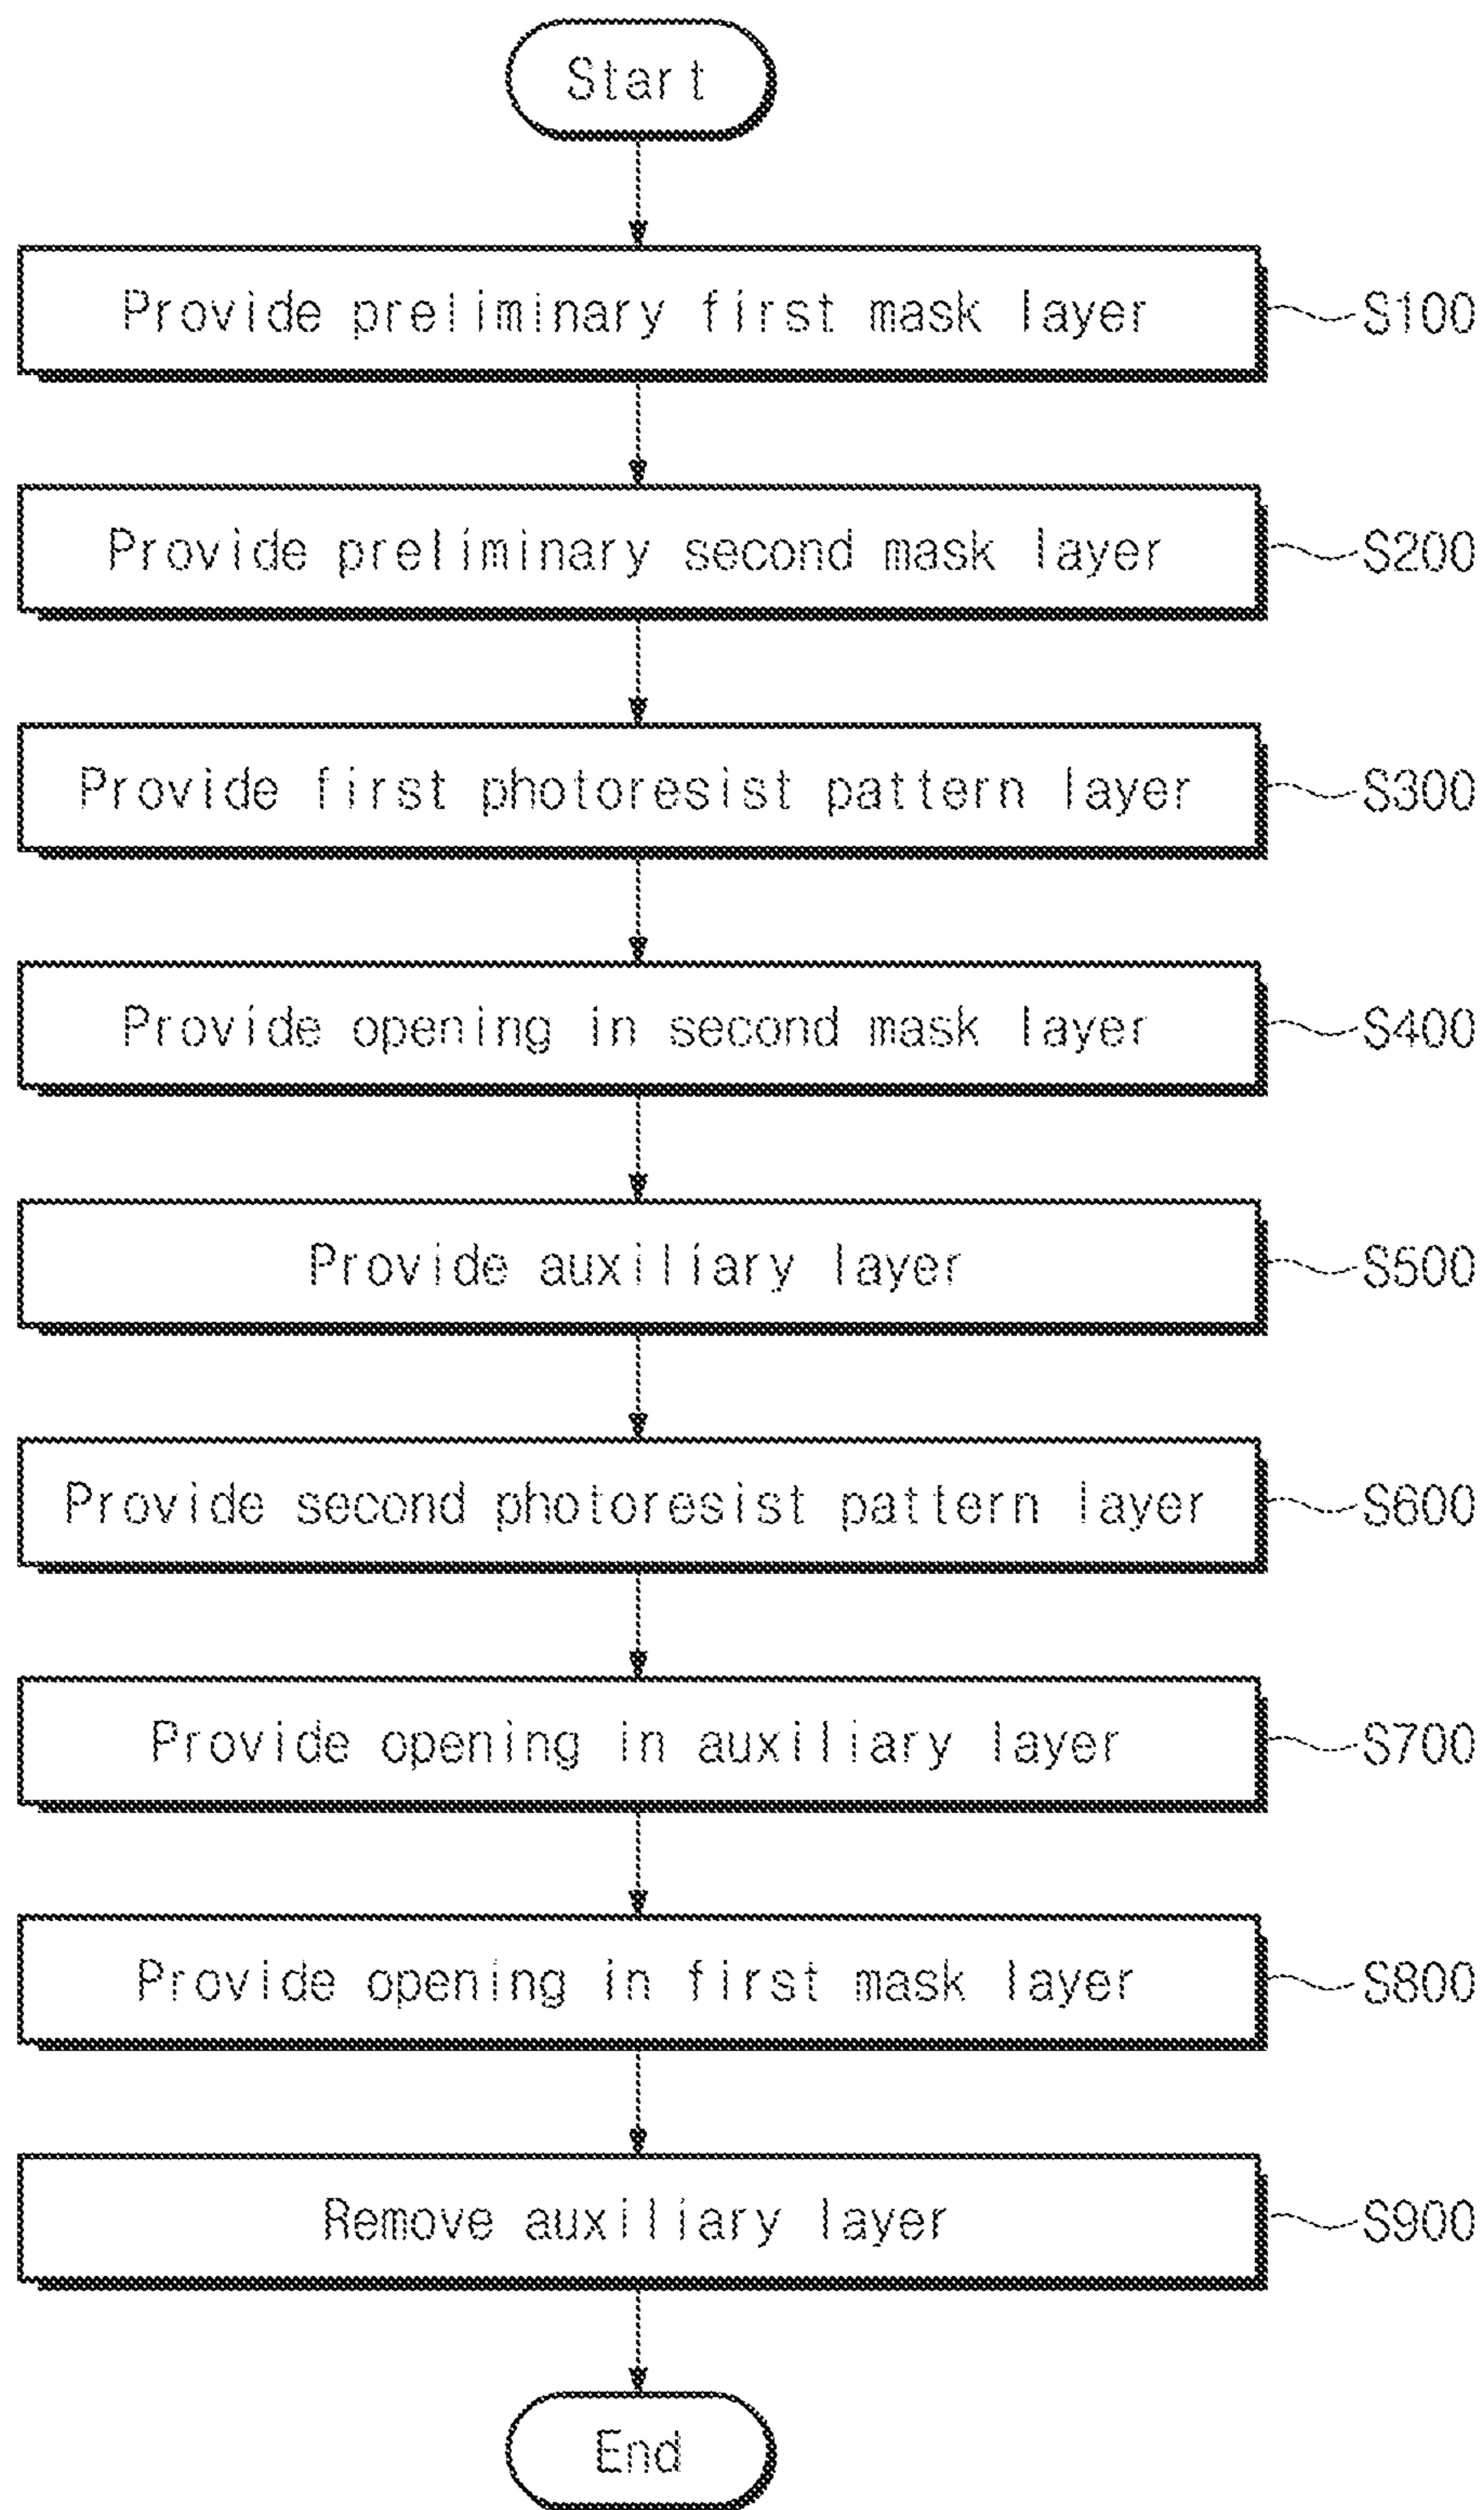 Start
Provide preliminary first mask layer S100
Provide preliminary second mask layer S200
Provide first photoresist pattern layer S300
Provide opening in second mask layer S400
Provide auxiliary layer S500
Provide second photoresist pattern layer S600
Provide opening in auxiliary layer S700
Provide opening in first mask layer S800
Remove auxiliary layer S900
End